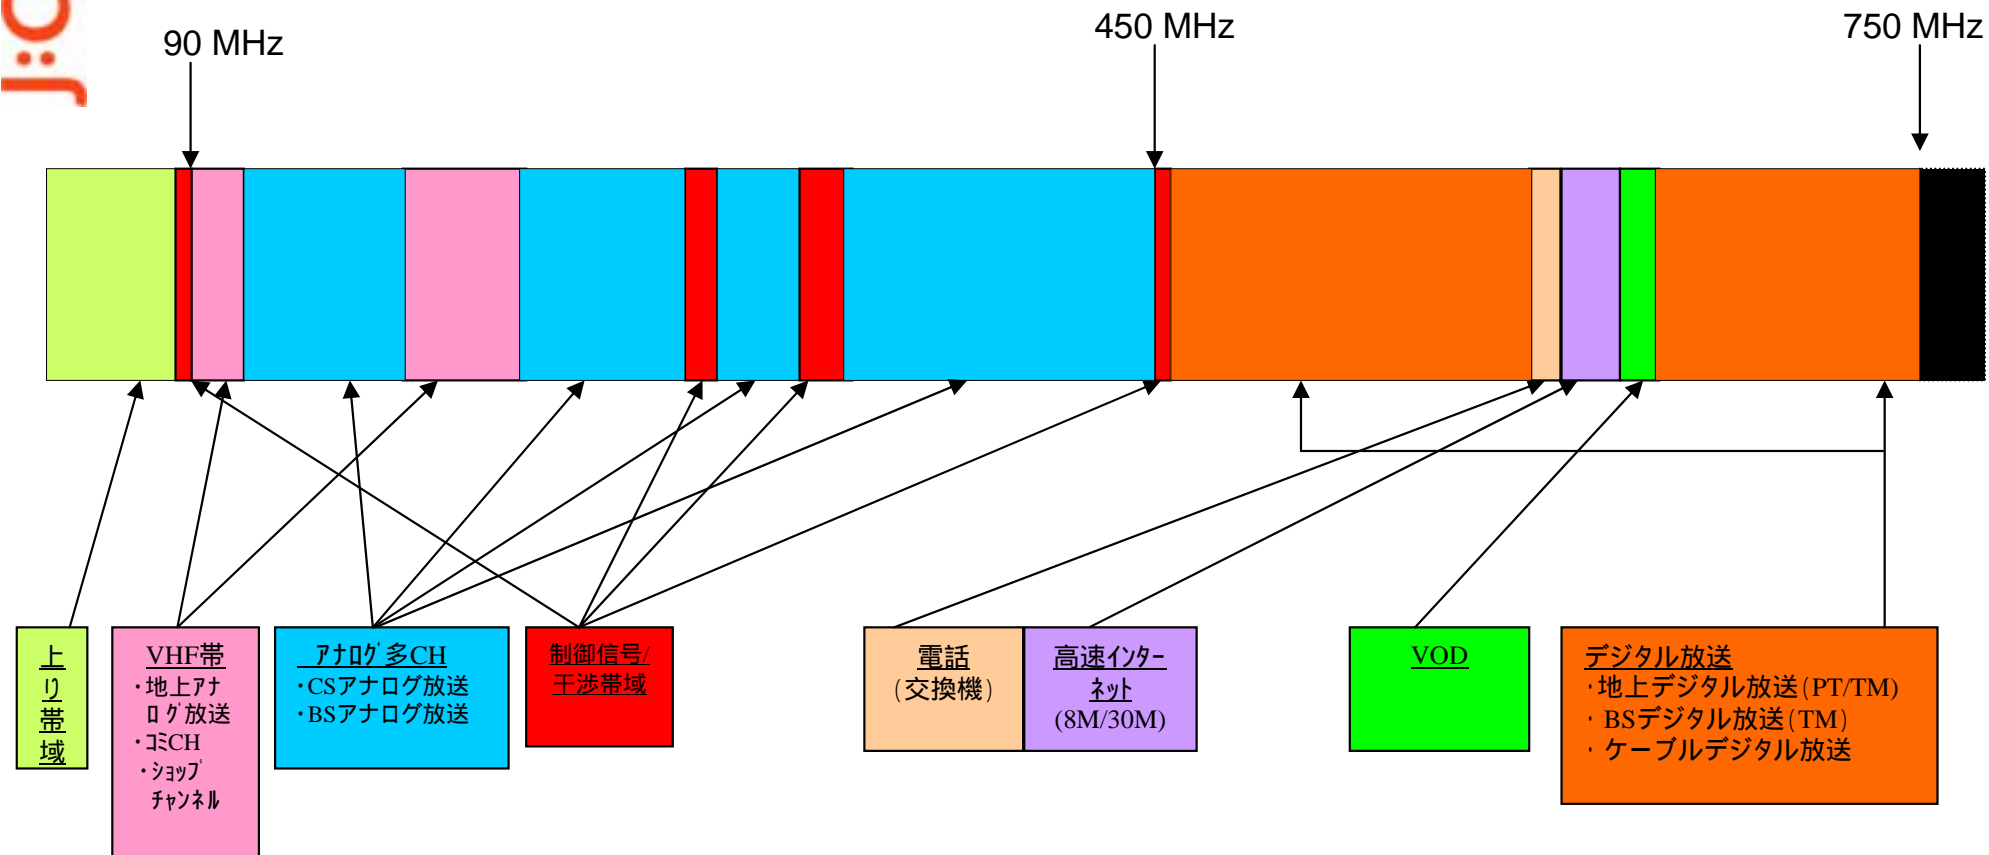 J:C
90 MHz
450 MHz
750 MHz
上
り
帯
域
VHF帯
・地上アナ
ログ放送
・コミCH
・ショップ
チャンネル
アナログ多CH
・CSアナログ放送
・BSアナログ放送
制御信号/
干渉帯域
電話
(交換機)
高速インター
ネット
(8M/30M)
VOD
デジタル放送
・地上デジタル放送(PT/TM)
・BSデジタル放送(TM)
・ケーブルデジタル放送